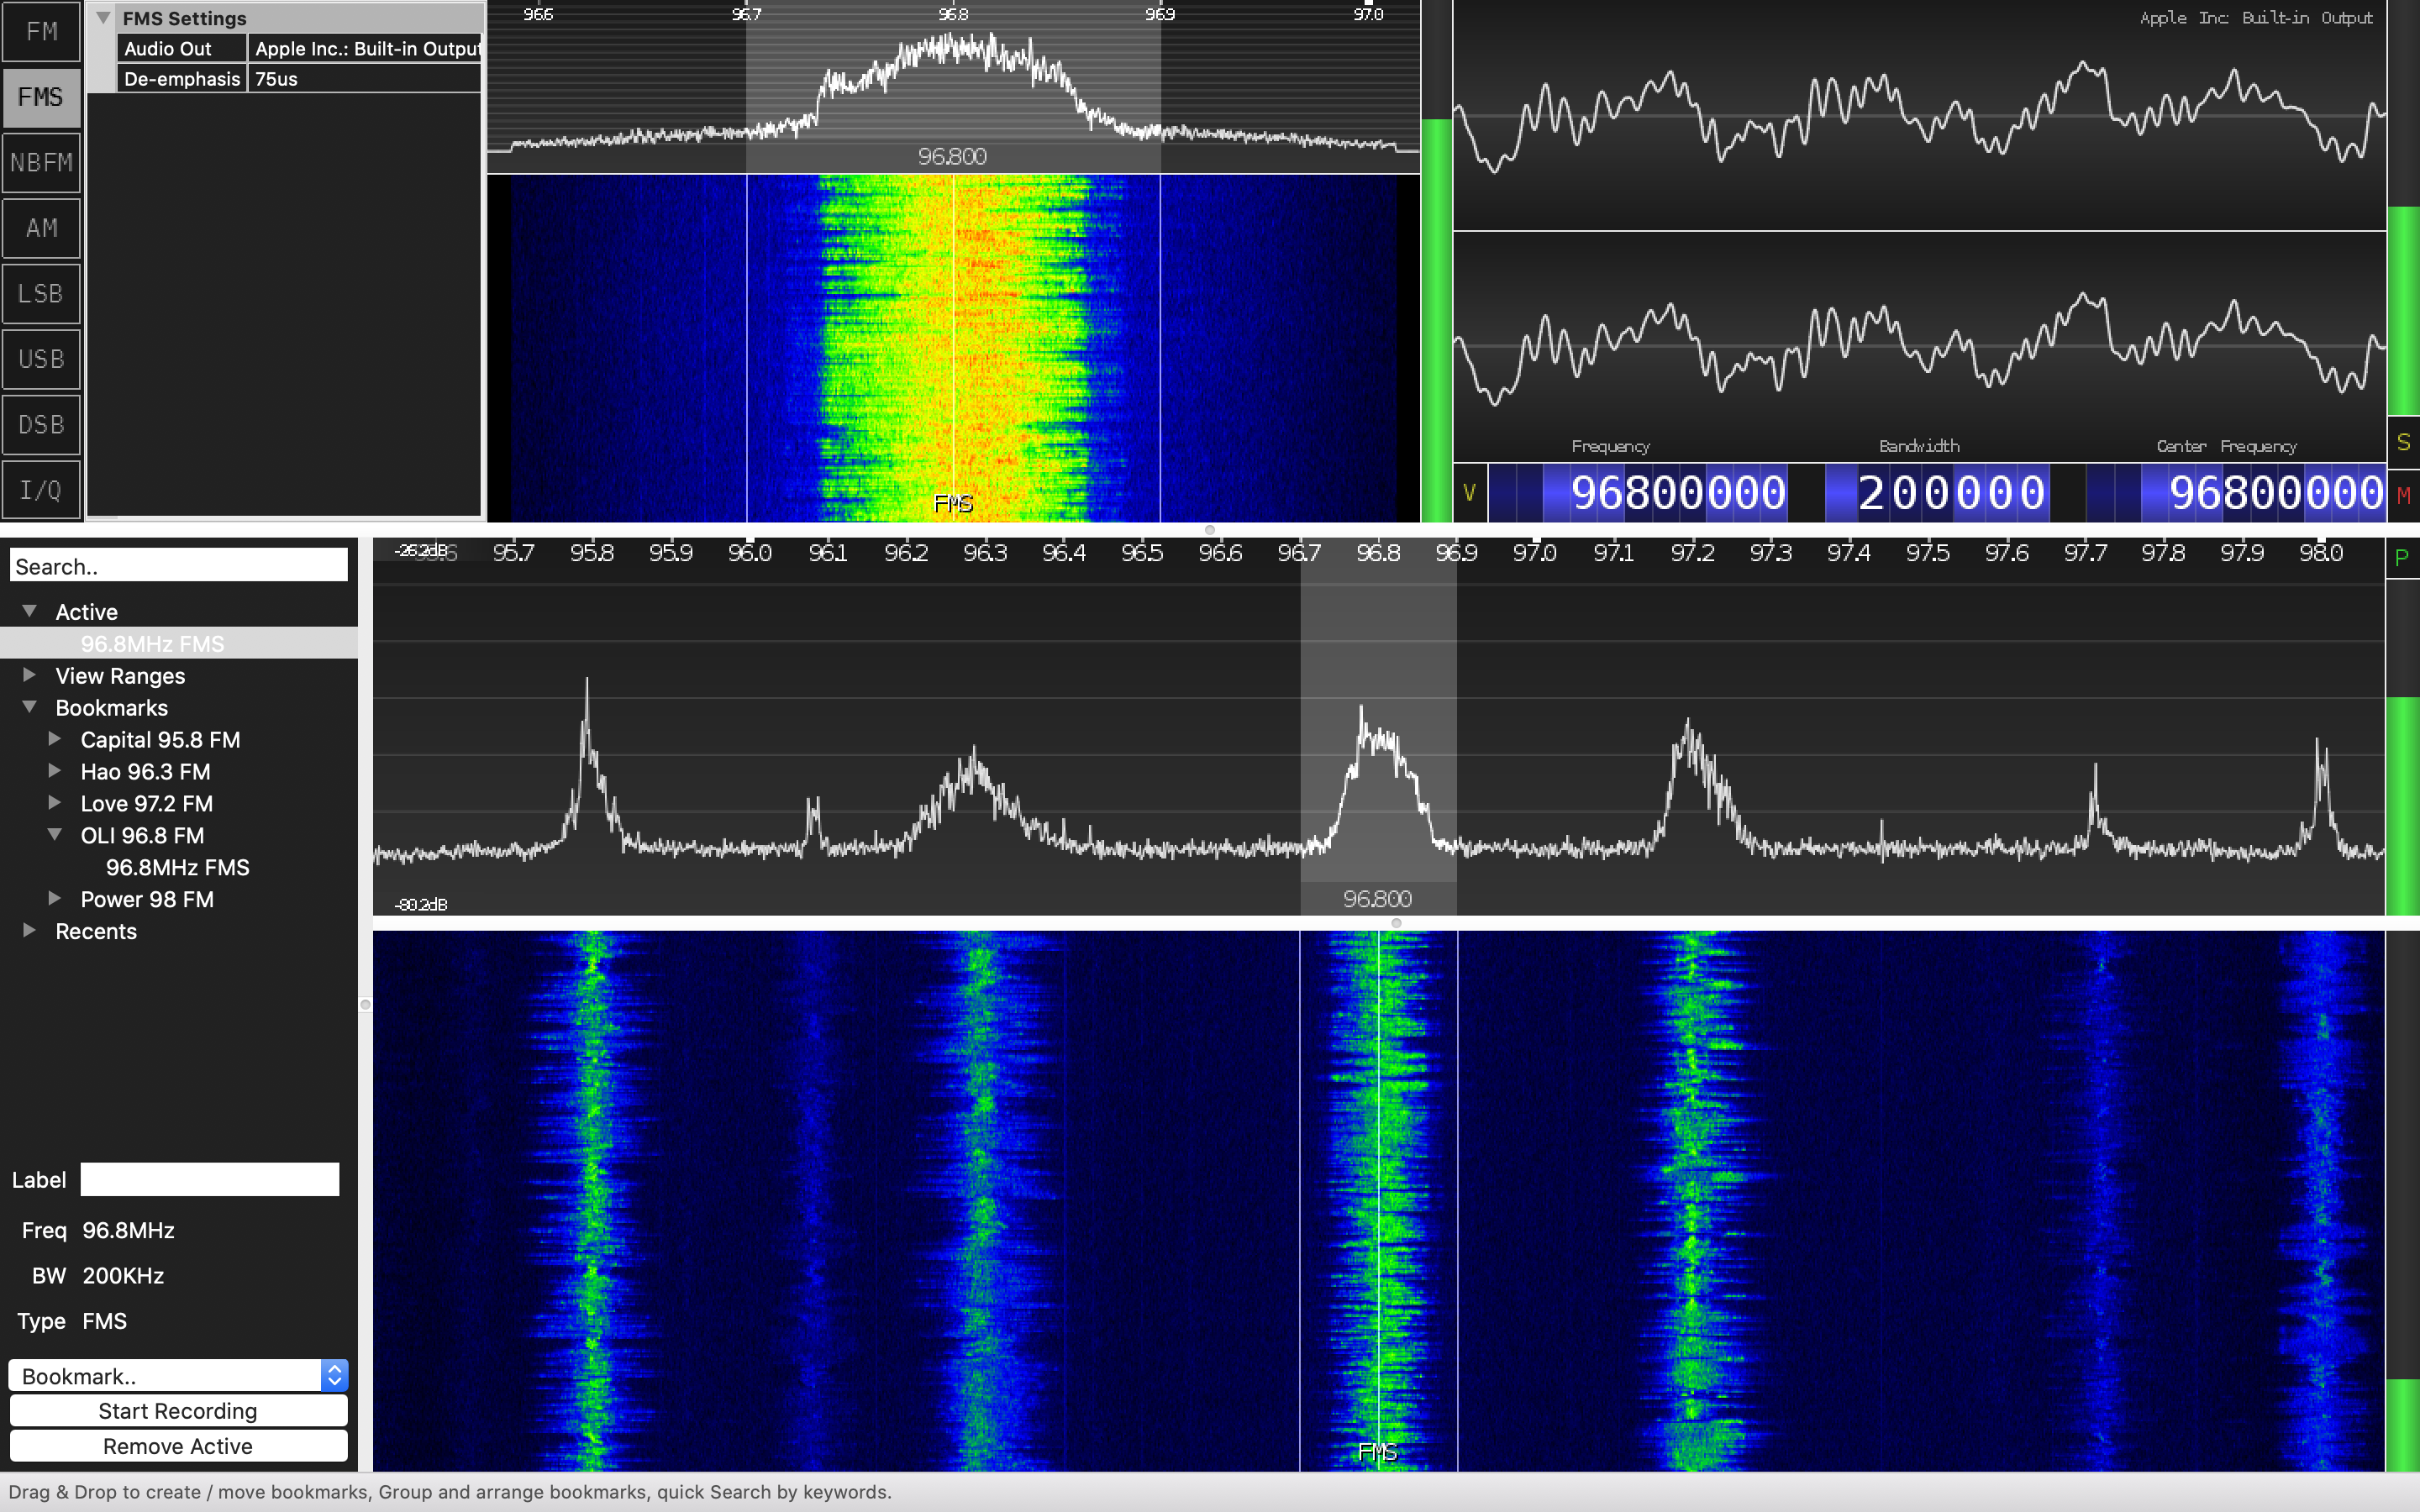 FM
FMS
NBFM
AM
LSB
USB
DSB
I/Q
FMS Settings
Audio Out Apple Inc.: Built-in Output
De-emphasis 75us
96.6 96.7 96.8 96.9 97.0
96.800
FMS
Apple Inc: Built-in Output
Frequency Bandwidth Center Frequency
V 96800000 200000 96800000
S
M
Search..
Active
96.8MHz FMS
View Ranges
Bookmarks
Capital 95.8 FM
Hao 96.3 FM
Love 97.2 FM
OLI 96.8 FM
96.8MHz FMS
Power 98 FM
Recents
Label
Freq 96.8MHz
BW 200KHz
Type FMS
Bookmark..
Start Recording
Remove Active
95.7 95.8 95.9 96.0 96.1 96.2 96.3 96.4 96.5 96.6 96.7 96.8 96.9 97.0 97.1 97.2 97.3 97.4 97.5 97.6 97.7 97.8 97.9 98.0
P
-80.2dB
96.800
FMS
Drag & Drop to create / move bookmarks, Group and arrange bookmarks, quick Search by keywords.